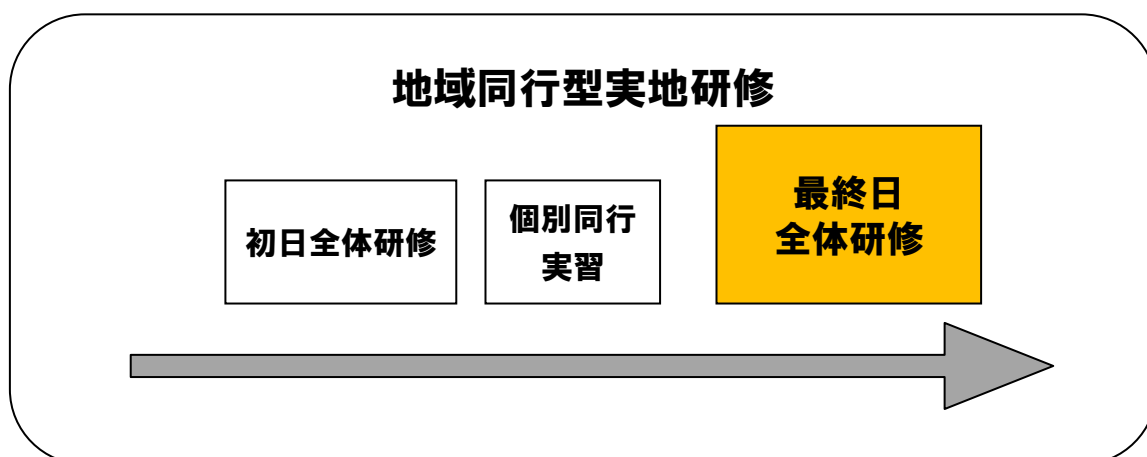 地域同行型実地研修
初日全体研修
個別同行
実習
最終日
全体研修